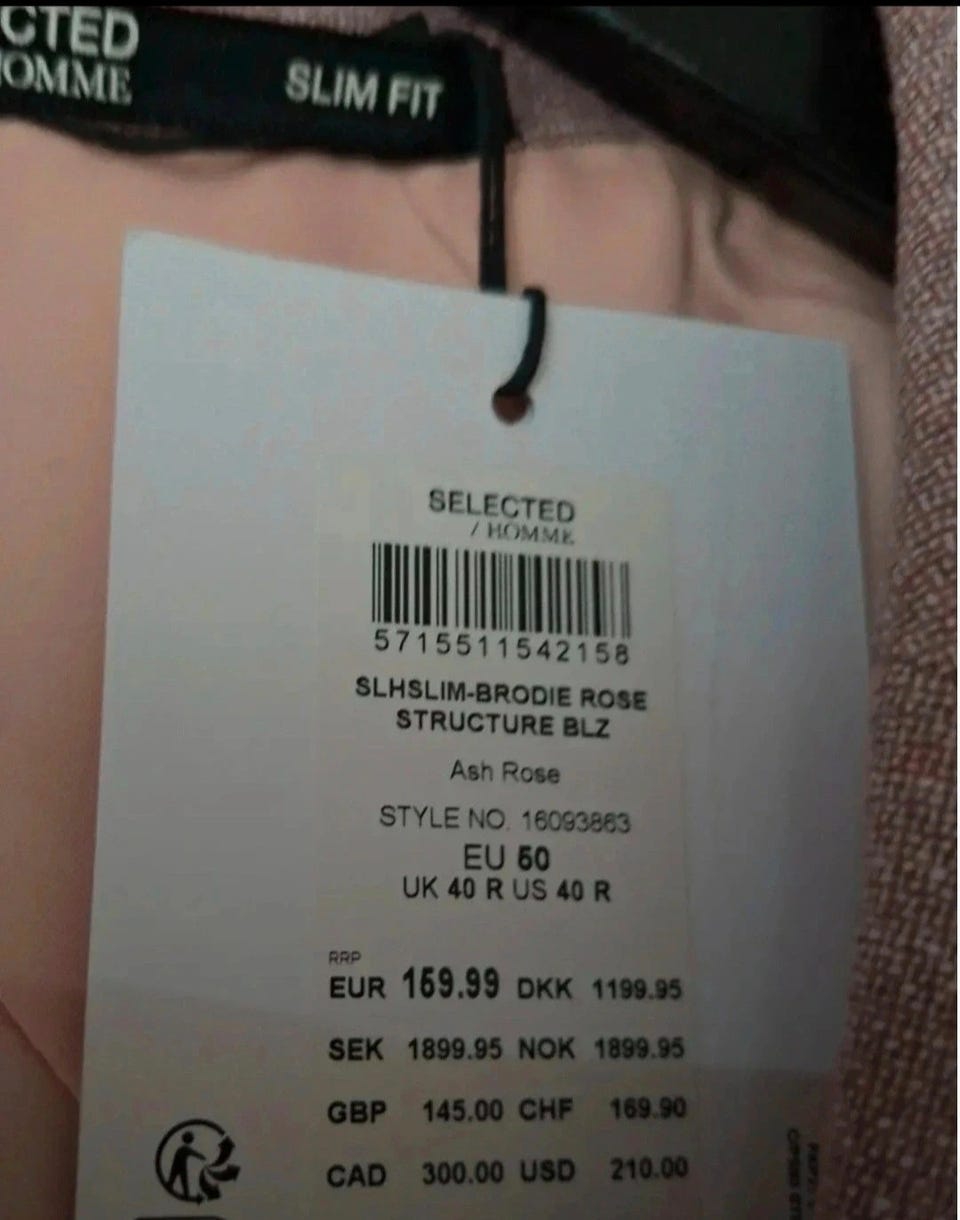 CTED
HOMME
SLIM FIT
SELECTED
/ HOMME
5715511542158
SLHSLIM-BRODIE ROSE
STRUCTURE BLZ
Ash Rose
STYLE NO. 16093863
EU 50
UK 40 R US 40 R
RRP
EUR 159.99 DKK 1199.95
SEK 1899.95 NOK 1899.95
GBP 145.00 CHF 169.90
CAD 300.00 USD 210.00